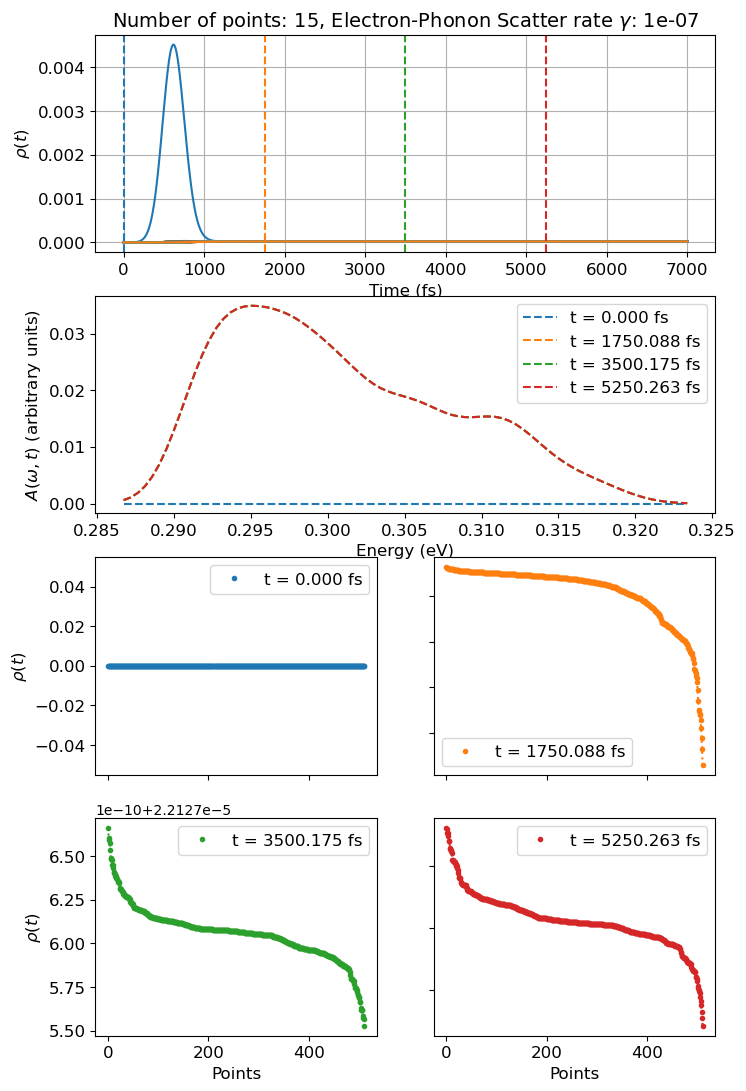 Number of points: 15, Electron-Phonon Scatter rate γ: 1e-07
ρ(t)
0.004
0.003
0.002
0.001
0.000
0 1000 2000 3000 4000 5000 6000 7000
Time (fs)
A(ω, t) (arbitrary units)
0.03
0.02
0.01
0.00
t = 0.000 fs
t = 1750.088 fs
t = 3500.175 fs
t = 5250.263 fs
0.285 0.290 0.295 0.300 0.305 0.310 0.315 0.320 0.325
Energy (eV)
ρ(t)
0.04
0.02
0.00
−0.02
−0.04
t = 0.000 fs
t = 1750.088 fs
1e−10+2.2127e−5
ρ(t)
6.50
6.25
6.00
5.75
5.50
t = 3500.175 fs
0 200 400
Points
t = 5250.263 fs
0 200 400
Points